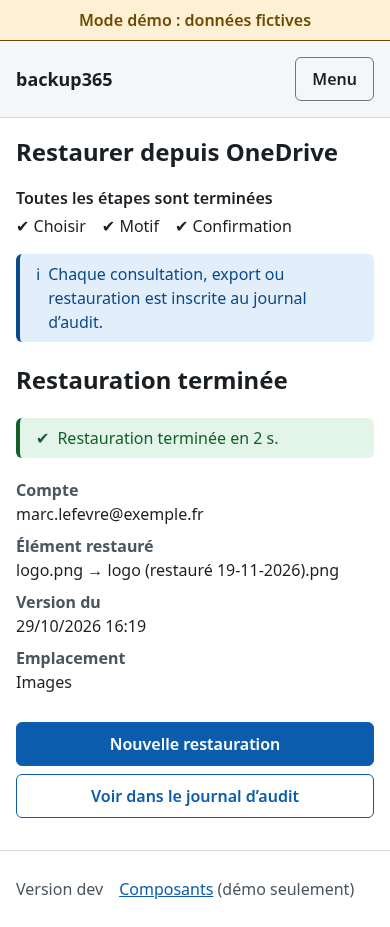 Mode démo : données fictives
backup365
Menu
Restaurer depuis OneDrive
Toutes les étapes sont terminées
✔ Choisir ✔ Motif ✔ Confirmation
i Chaque consultation, export ou
restauration est inscrite au journal
d’audit.
Restauration terminée
✔ Restauration terminée en 2 s.
Compte
marc.lefevre@exemple.fr
Élément restauré
logo.png → logo (restauré 19-11-2026).png
Version du
29/10/2026 16:19
Emplacement
Images
Nouvelle restauration
Voir dans le journal d’audit
Version dev Composants (démo seulement)